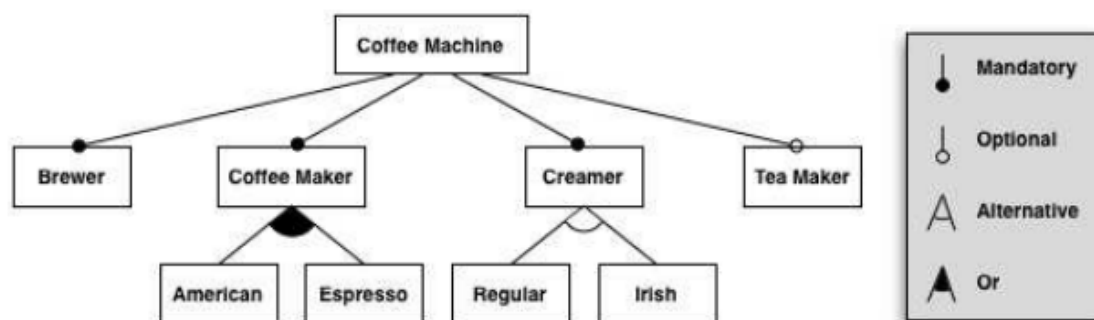 Coffee Machine
Brewer
Coffee Maker
Creamer
Tea Maker
American
Espresso
Regular
Irish
Mandatory
Optional
Alternative
Or